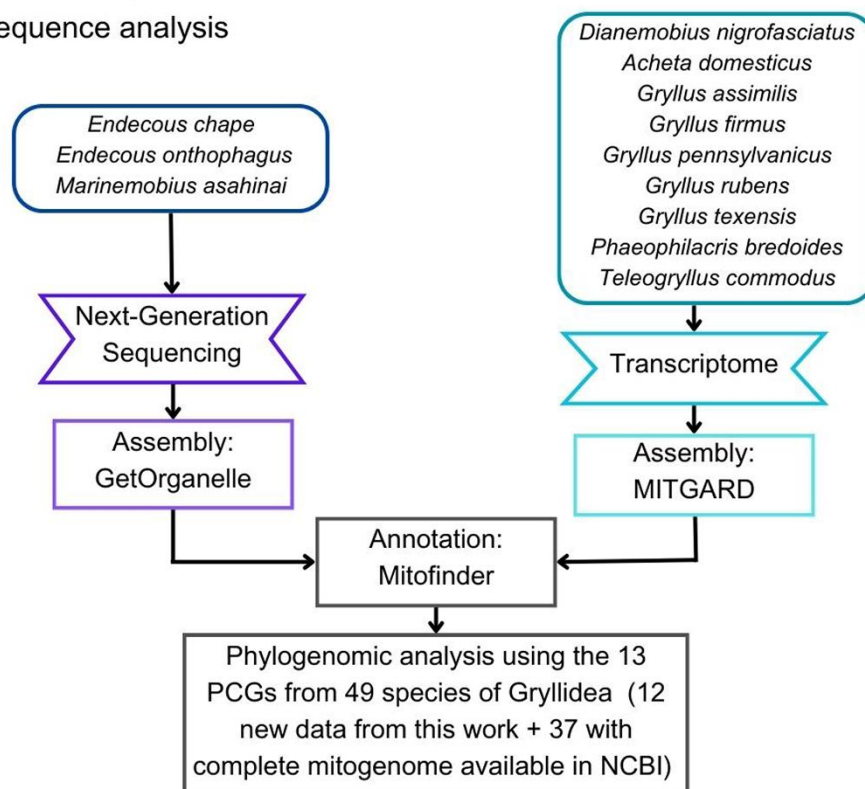 equence analysis
Endecous chape
Endecous onthophagus
Marinemobius asahinai
Next-Generation
Sequencing
Assembly:
GetOrganelle
Dianemobius nigrofasciatus
Acheta domesticus
Gryllus assimilis
Gryllus firmus
Gryllus pennsylvanicus
Gryllus rubens
Gryllus texensis
Phaeophilacris bredoides
Teleogryllus commodus
Transcriptome
Assembly:
MITGARD
Annotation:
Mitofinder
Phylogenomic analysis using the 13
PCGs from 49 species of Gryllidea (12
new data from this work + 37 with
complete mitogenome available in NCBI)